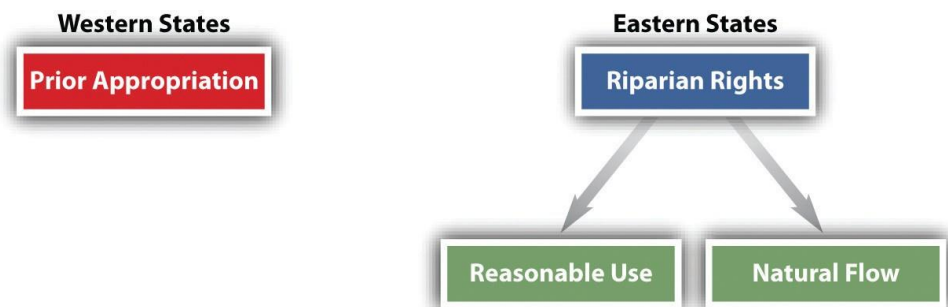 Western States
Eastern States
Prior Appropriation
Riparian Rights
Reasonable Use
Natural Flow